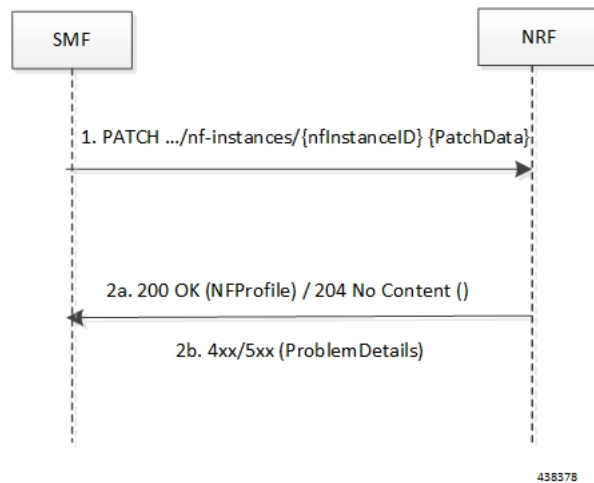 SMF
NRF
1. PATCH .../nf-instances/{nfInstanceID} {PatchData}
2a. 200 OK (NFProfile) / 204 No Content ()
2b. 4xx/5xx (ProblemDetails)
438378